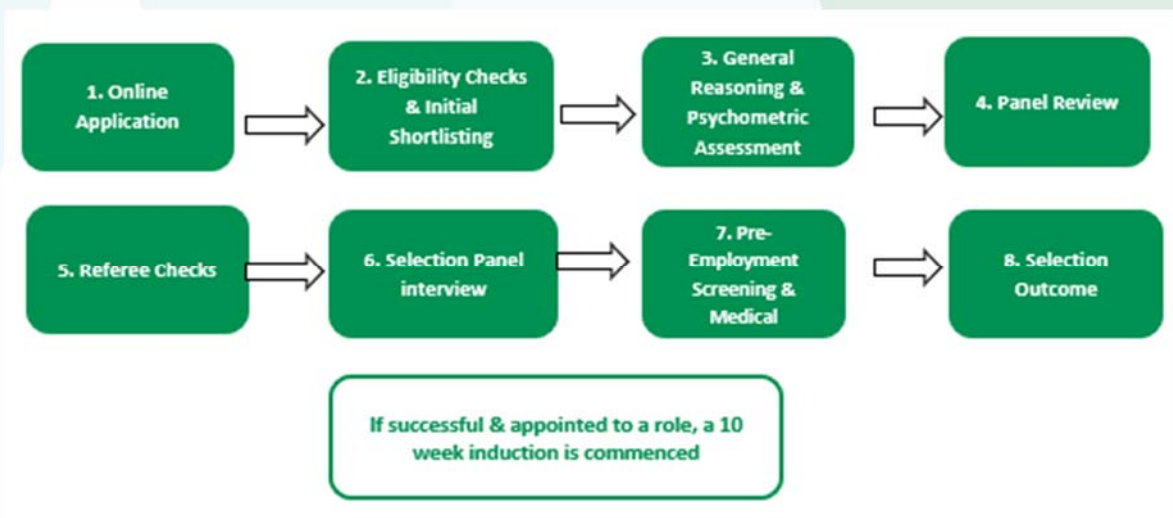 1. Online
Application
2. Eligibility Checks
& Initial
Shortlisting
3. General
Reasoning &
Psychometric
Assessment
4. Panel Review
5. Referee Checks
6. Selection Panel
interview
7. Pre-
Employment
Screening &
Medical
8. Selection
Outcome
If successful & appointed to a role, a 10
week induction is commenced